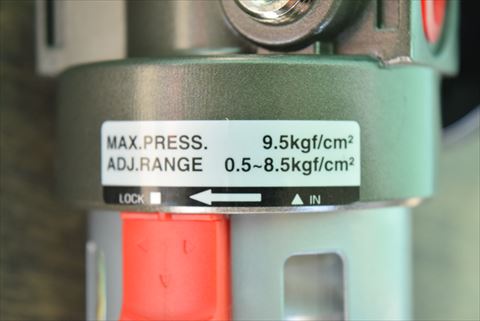 MAX.PRESS. 9.5kgf/cm²
ADJ.RANGE 0.5~8.5kgf/cm²
LOCK ■ ← ▲ IN